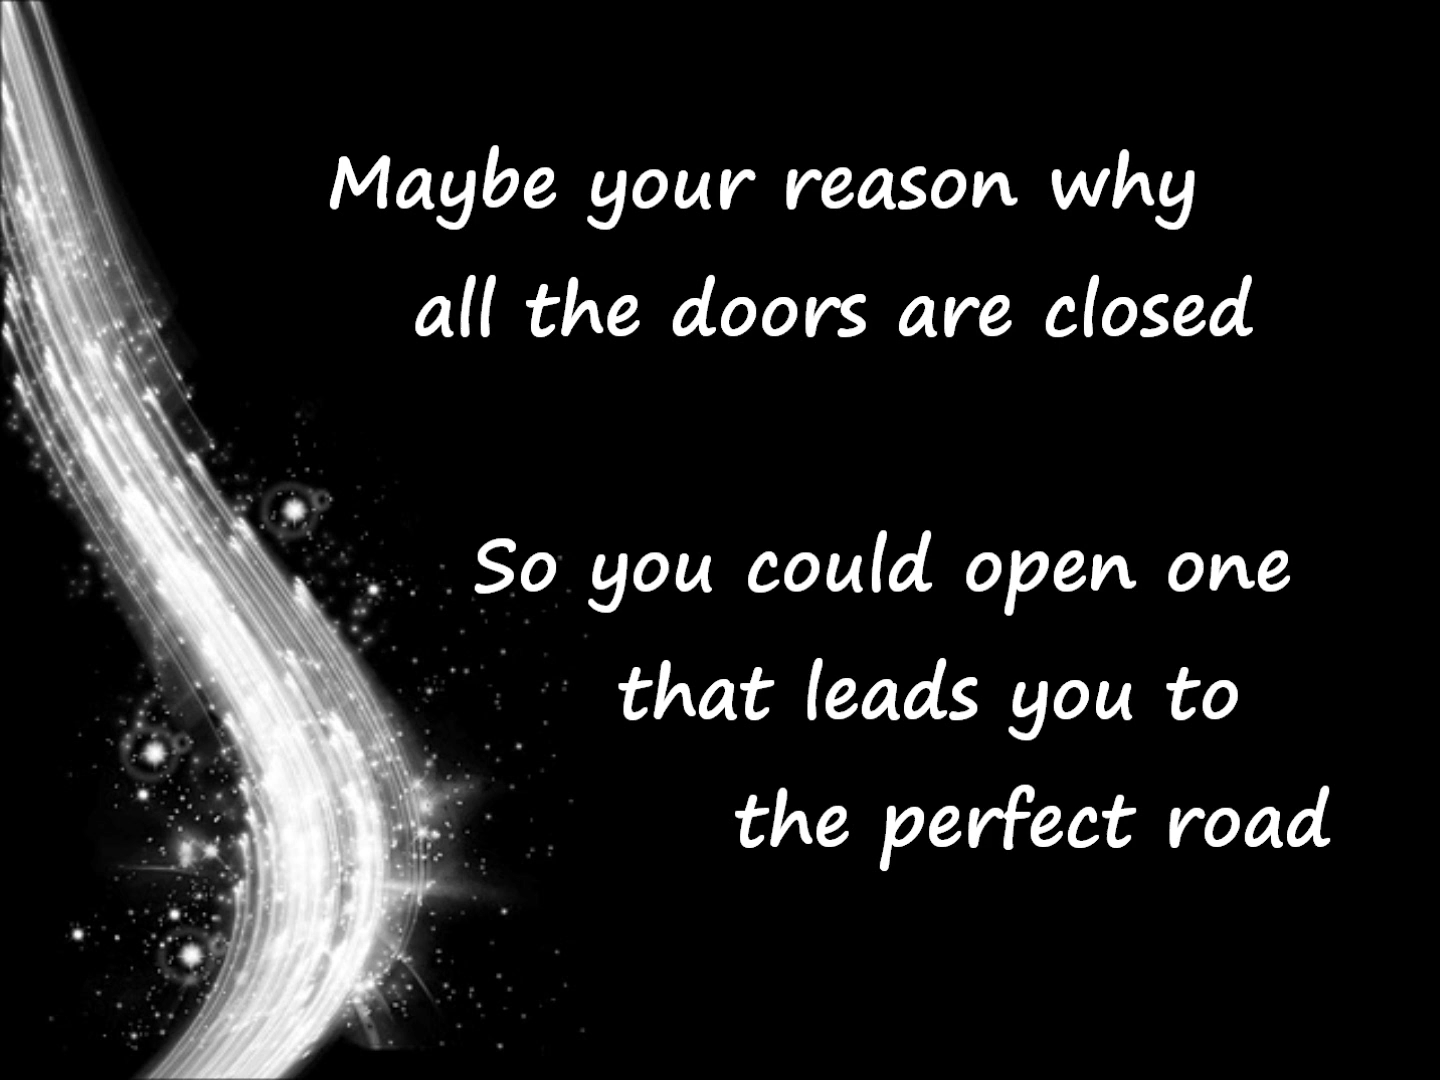 Maybe your reason why
all the doors are closed
So you could open one
that leads you to
the perfect road